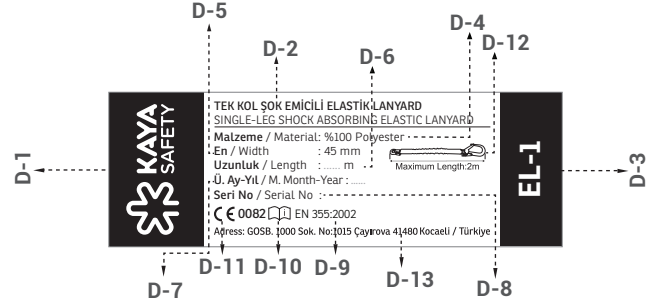 D-5
D-4
D-2
D-6
D-12
KAYA
SAFETY
TEK KOL ŞOK EMİCİLİ ELASTİK LANYARD
SINGLE-LEG SHOCK ABSORBING ELASTIC LANYARD
Malzeme / Material: %100 Polyester
En / Width : 45 mm
Uzunluk / Length : ...... m
Maximum Length:2m
Ü. Ay-Yıl / M. Month-Year : ......
Seri No / Serial No :
CE 0082 EN 355:2002
Adress: GOSB. 1000 Sok. No:1015 Çayırova 41480 Kocaeli / Türkiye
EL-1
D-1
D-3
D-7
D-11
D-10
D-9
D-13
D-8